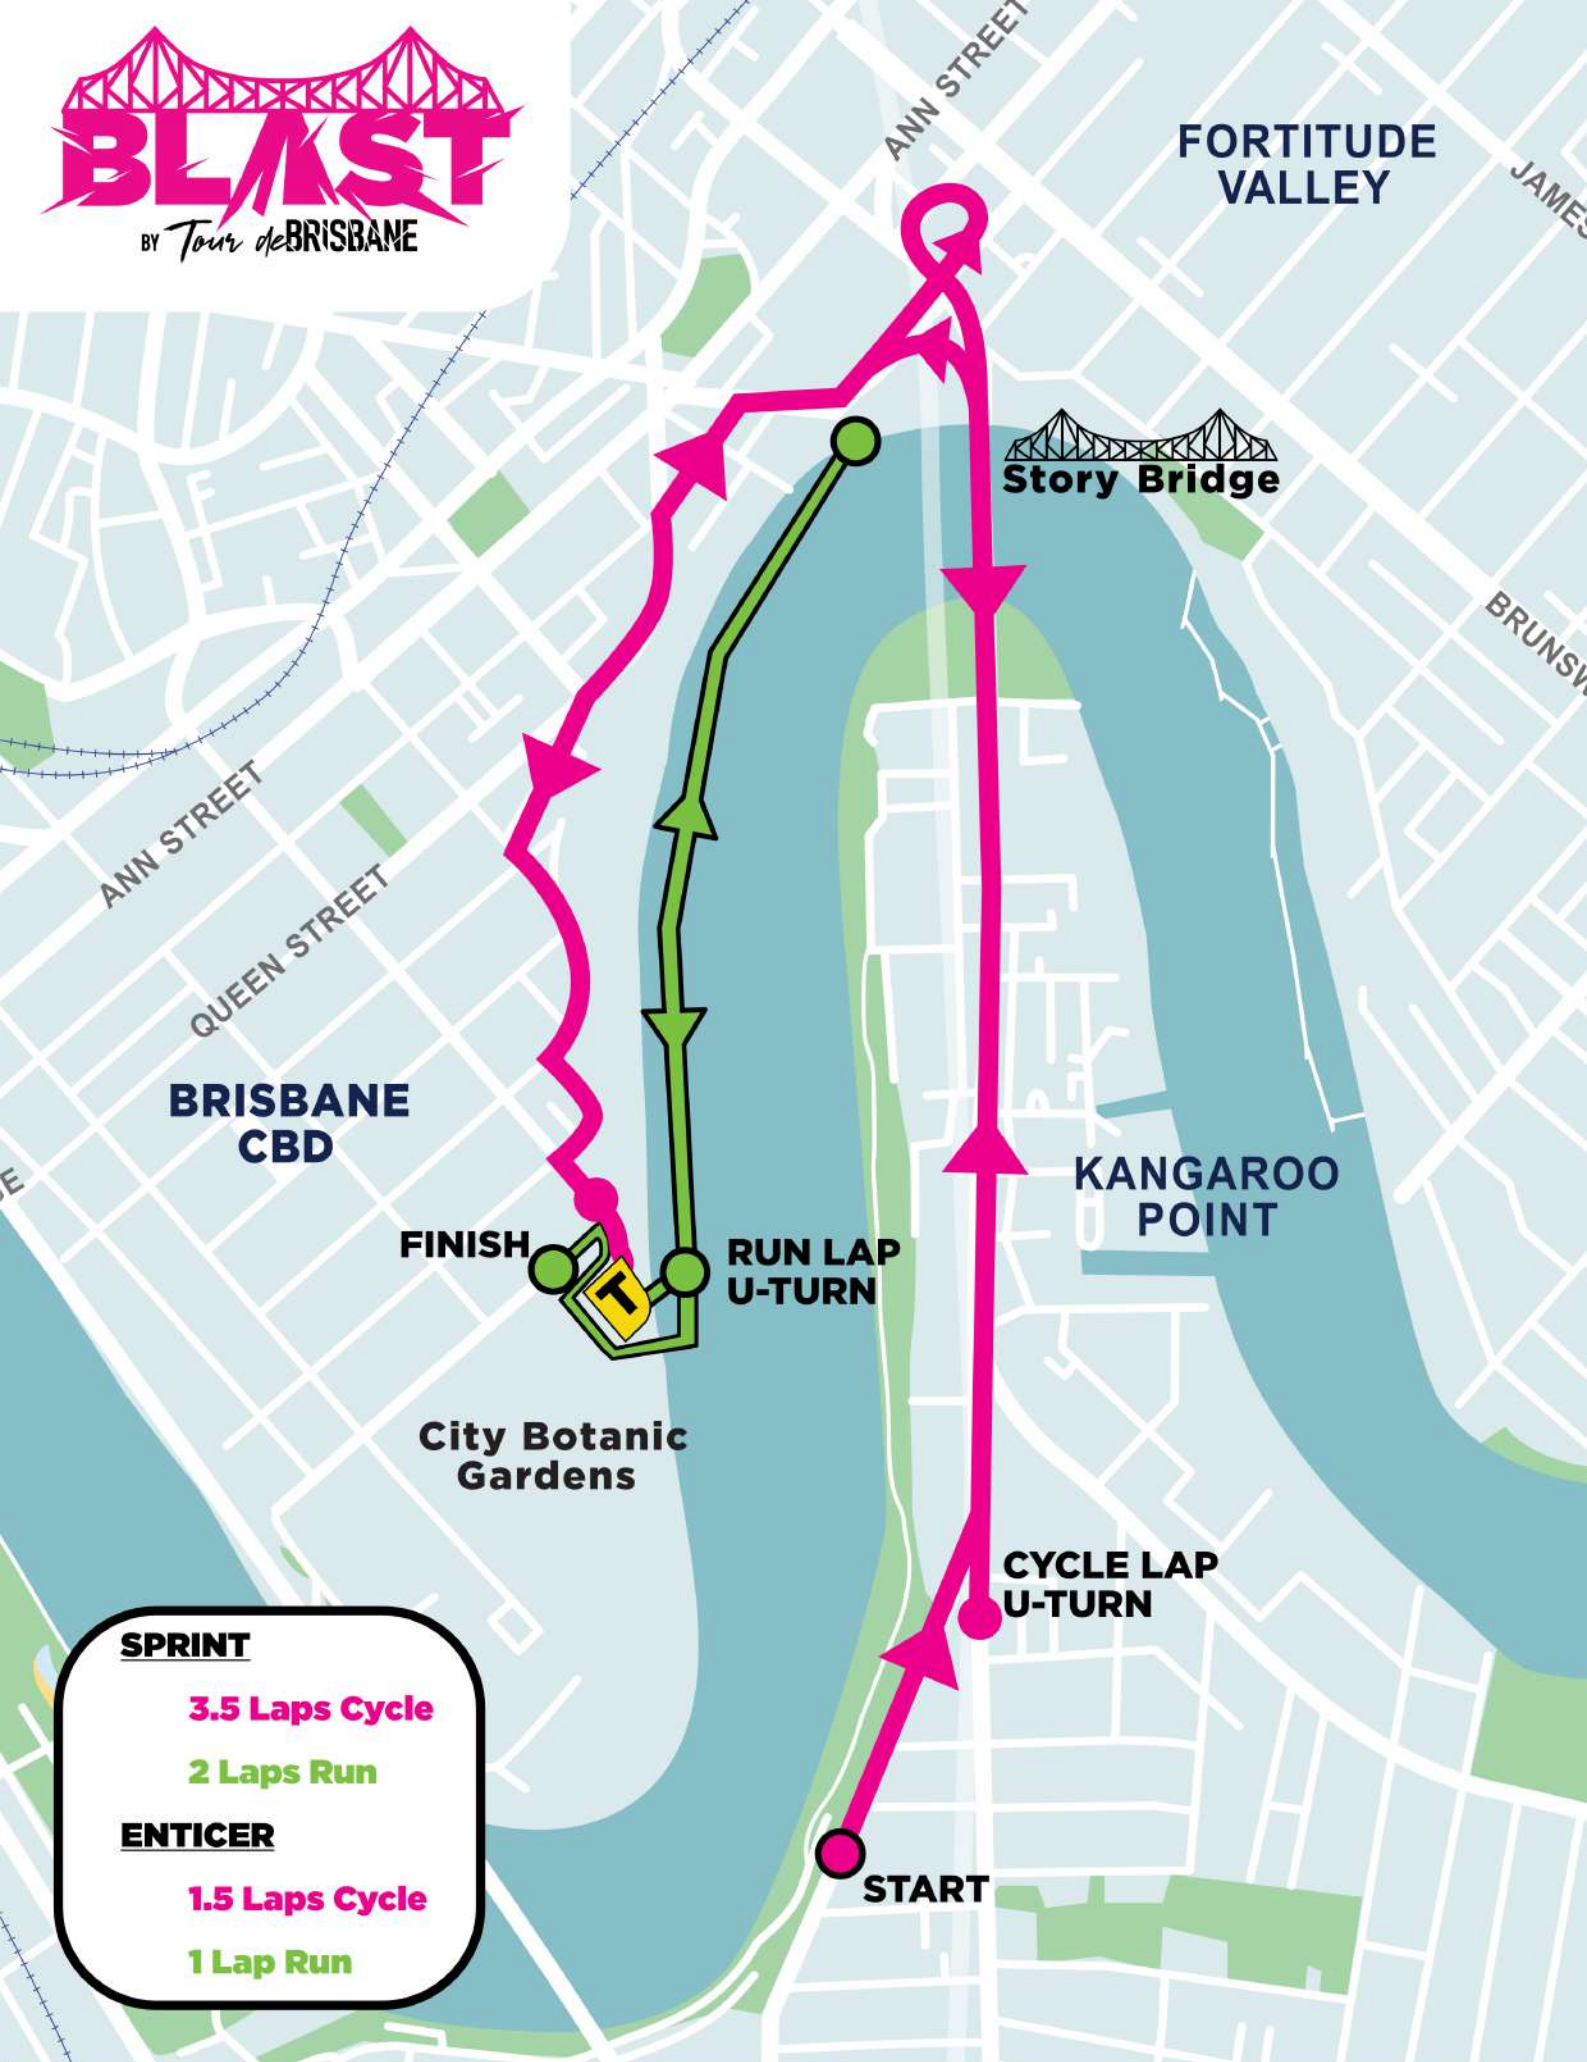 BLAST
BY Tour de BRISBANE
ANN STREET
FORTITUDE
VALLEY
JAMES
Story Bridge
BRUNSW
ANN STREET
QUEEN STREET
BRISBANE
CBD
KANGAROO
POINT
FINISH
T
RUN LAP
U-TURN
City Botanic
Gardens
CYCLE LAP
U-TURN
START
SPRINT
3.5 Laps Cycle
2 Laps Run
ENTICER
1.5 Laps Cycle
1 Lap Run